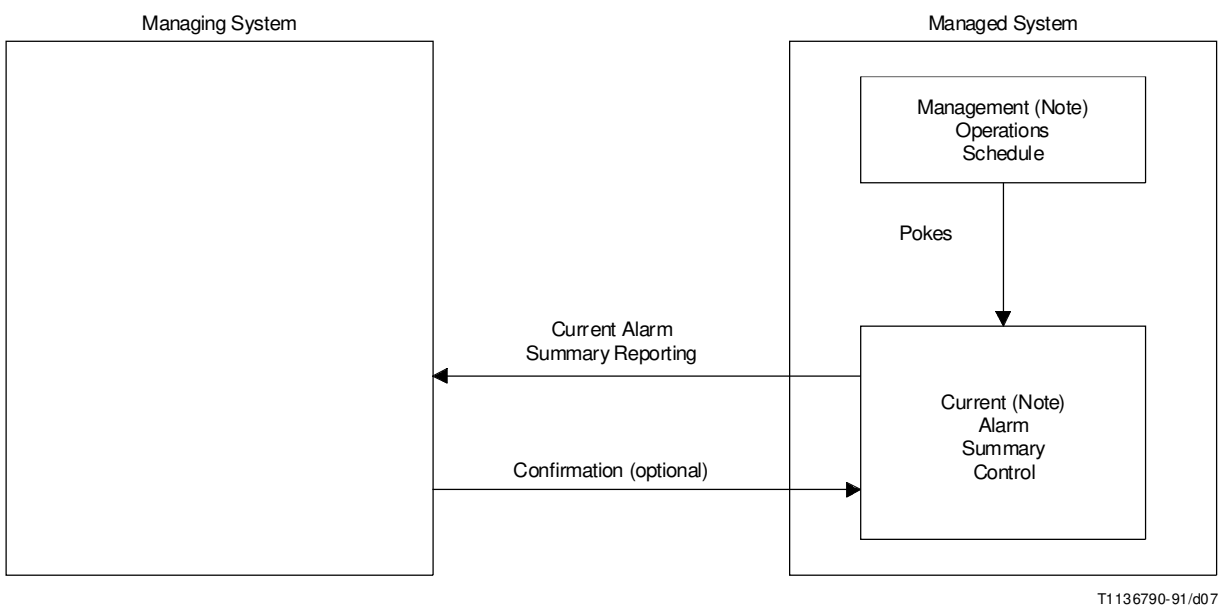 Managing System
Managed System
Management (Note)
Operations
Schedule
Pokes
Current Alarm
Summary Reporting
Current (Note)
Alarm
Summary
Control
Confirmation (optional)
T1136790-91/d07